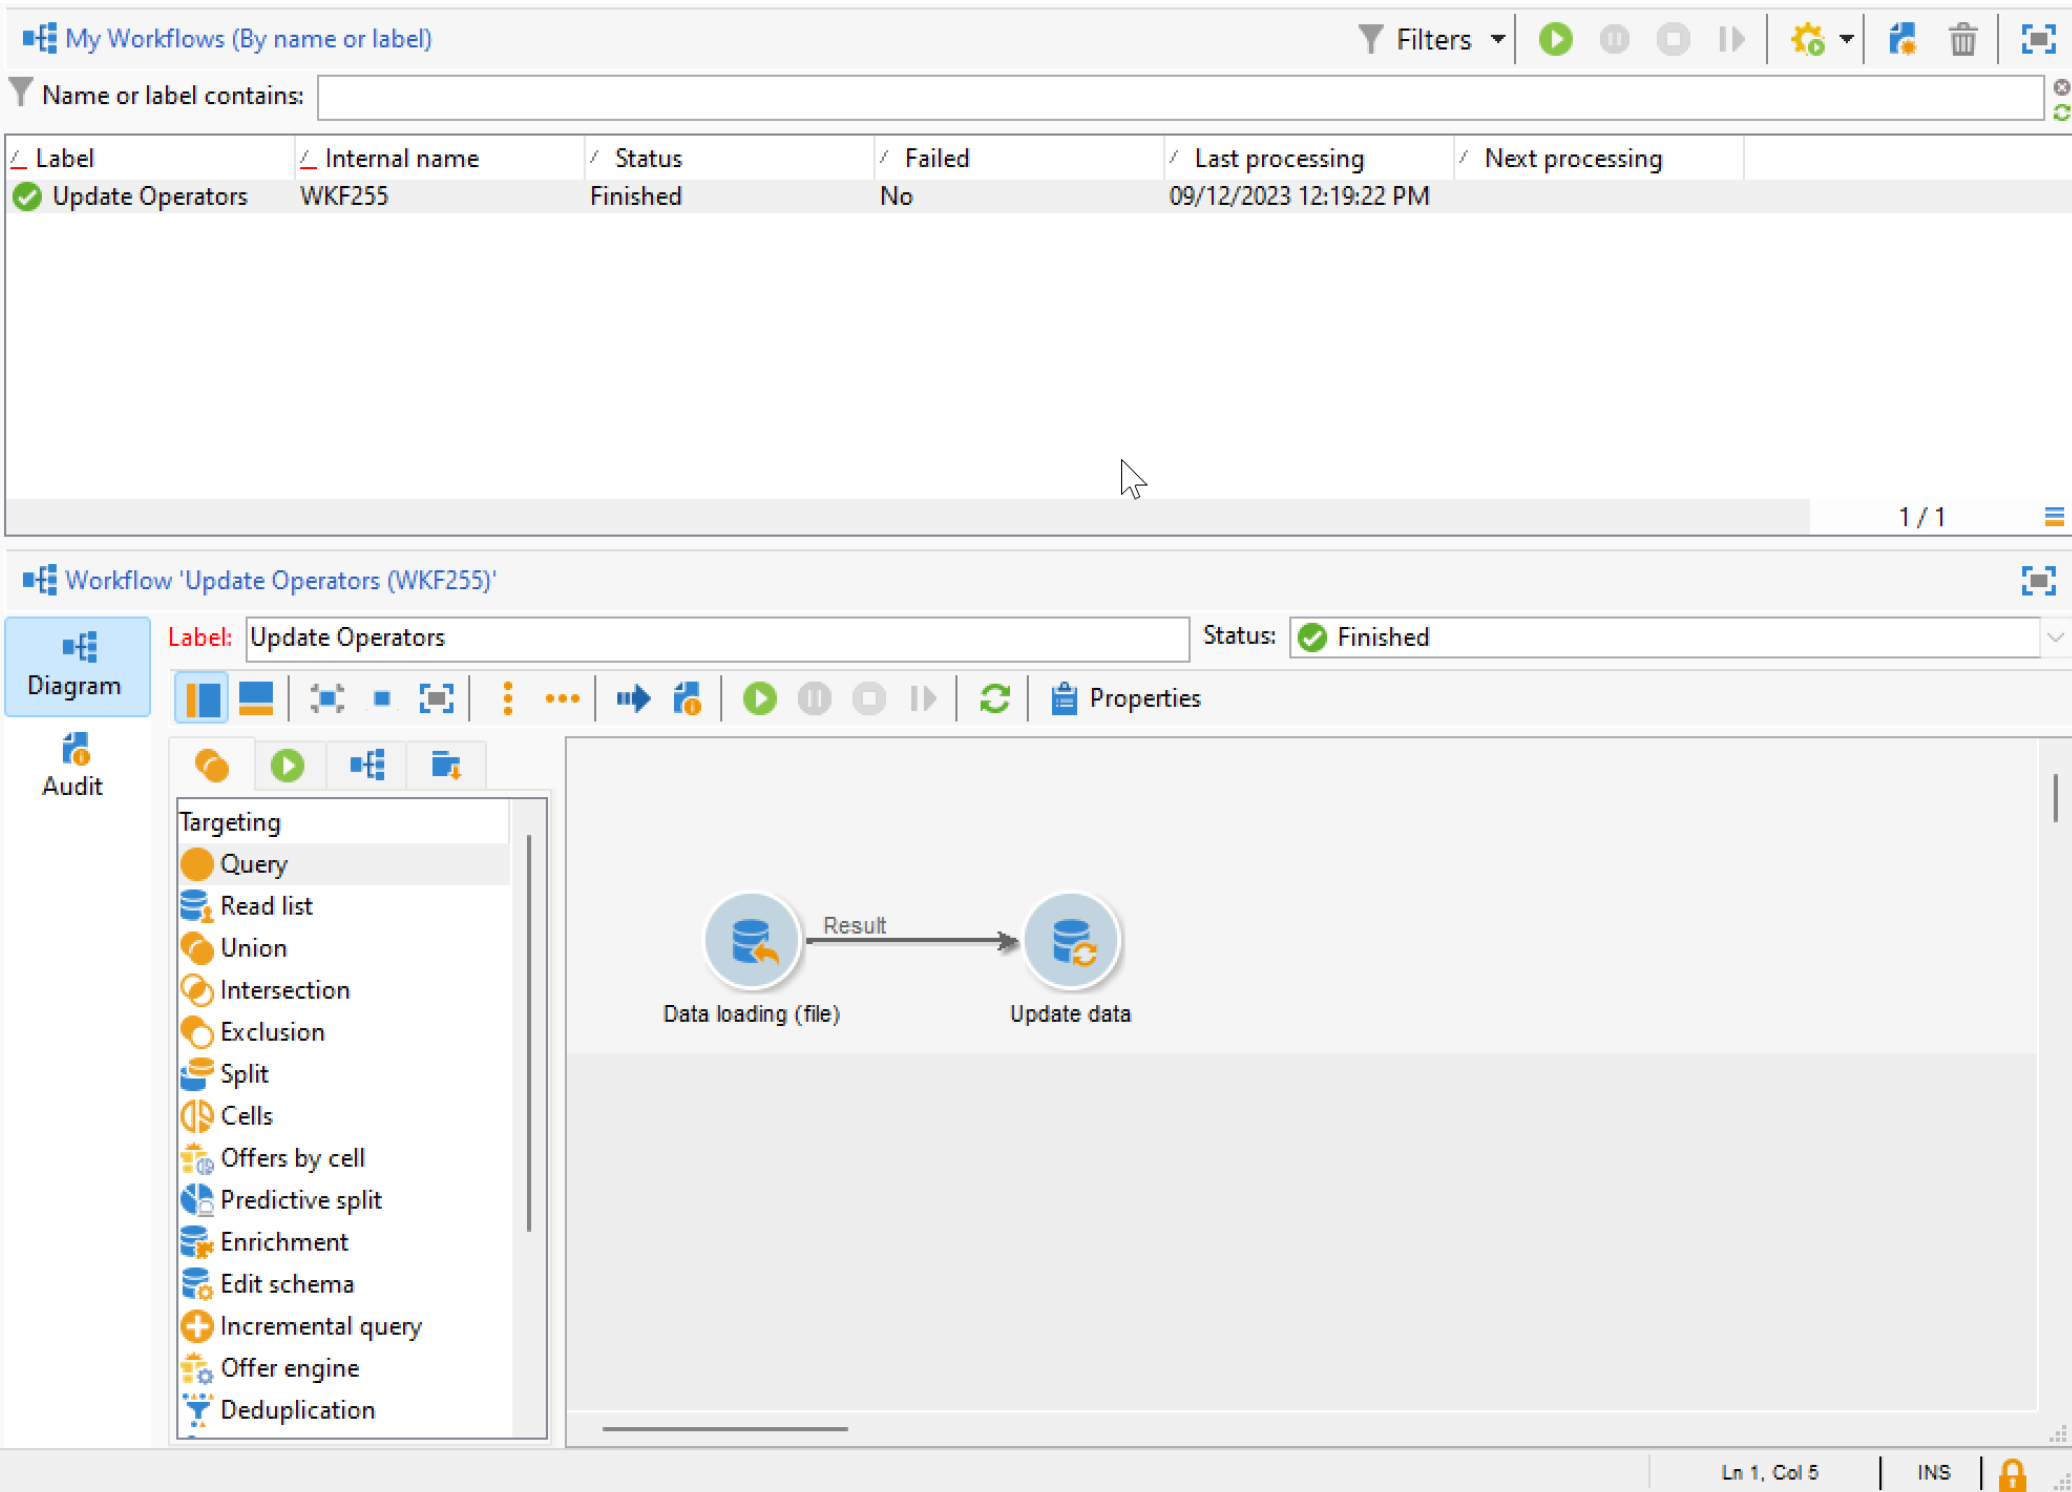 My Workflows (By name or label)
Filters
Name or label contains:
Label Internal name Status Failed Last processing Next processing
Update Operators WKF255 Finished No 09/12/2023 12:19:22 PM
1 / 1
Workflow 'Update Operators (WKF255)'
Diagram
Audit
Label: Update Operators Status: Finished
Properties
Targeting
Query
Read list
Union
Intersection
Exclusion
Split
Cells
Offers by cell
Predictive split
Enrichment
Edit schema
Incremental query
Offer engine
Deduplication
Result
Data loading (file)
Update data
Ln 1, Col 5 INS